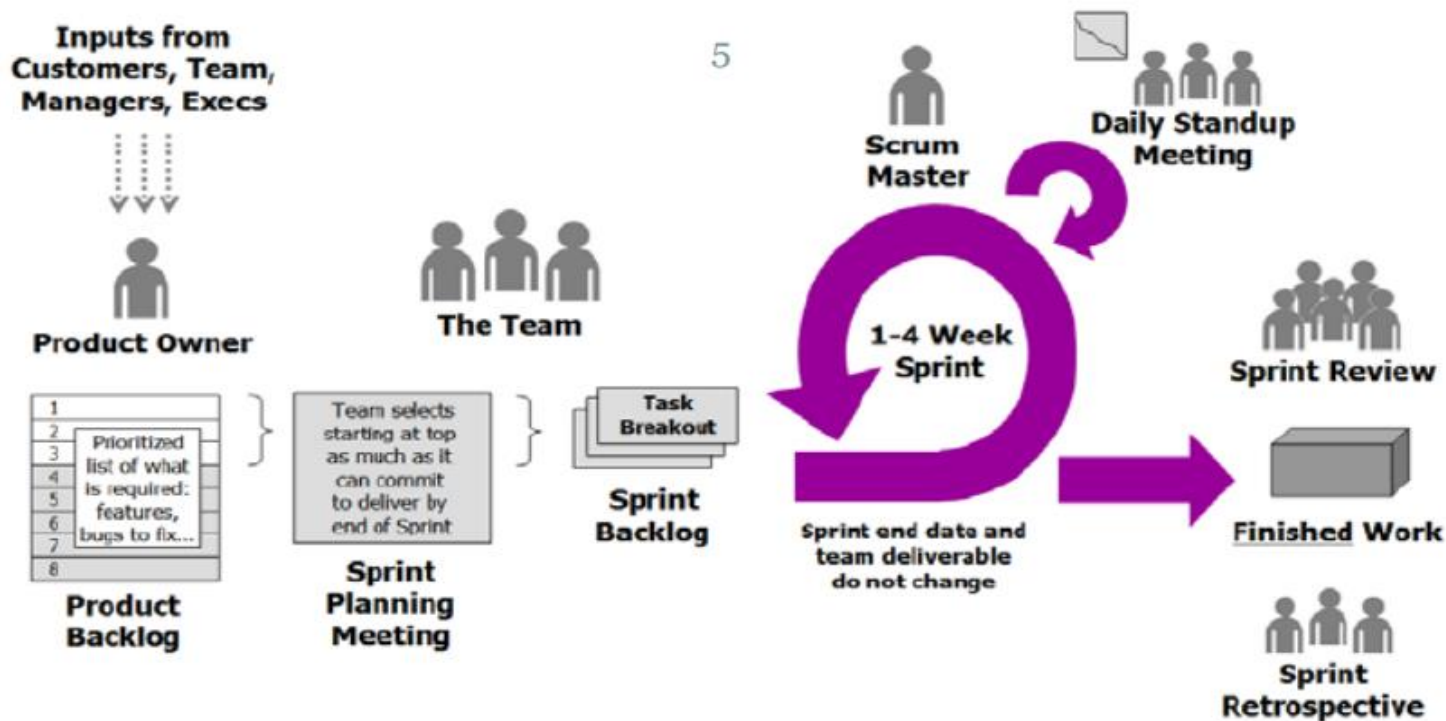 Inputs from
Customers, Team,
Managers, Execs
5
Product Owner
The Team
Scrum
Master
Daily Standup
Meeting
1
2
3
4
5
6
7
8
Prioritized
list of what
is required:
features,
bugs to fix...
Product
Backlog
Team selects
starting at top
as much as it
can commit
to deliver by
end of Sprint
Sprint
Planning
Meeting
Task
Breakout
Sprint
Backlog
1-4 Week
Sprint
Sprint end date and
team deliverable
do not change
Sprint Review
Finished Work
Sprint
Retrospective